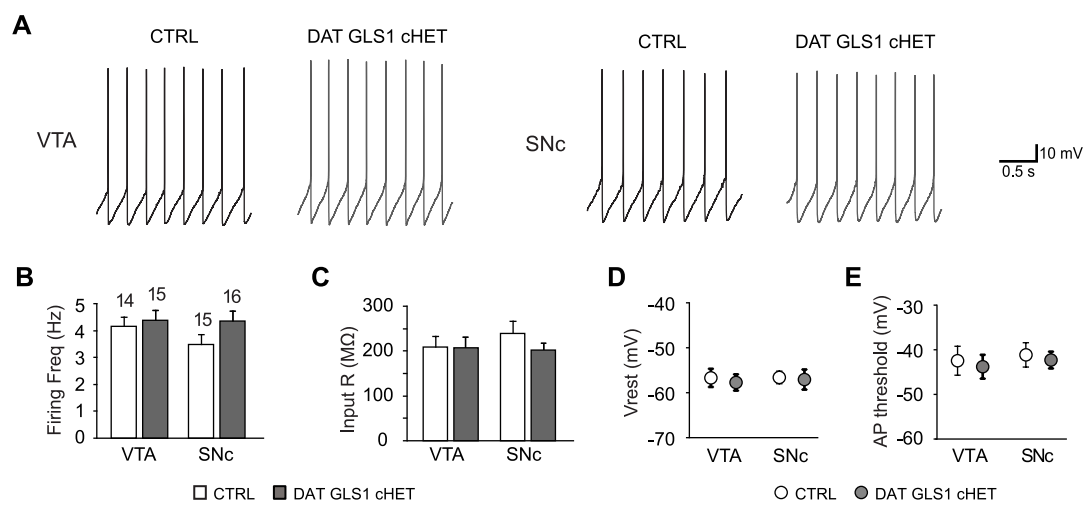 A
CTRL
DAT GLS1 cHET
CTRL
DAT GLS1 cHET
VTA
SNc
10 mV
0.5 s
B
Firing Freq (Hz)
5
4
3
2
1
0
14
15
15
16
VTA
SNc
C
Input R (MΩ)
300
200
100
0
VTA
SNc
CTRL
DAT GLS1 cHET
D
Vrest (mV)
-40
-50
-60
-70
VTA
SNc
E
AP threshold (mV)
-30
-40
-50
-60
VTA
SNc
CTRL
DAT GLS1 cHET